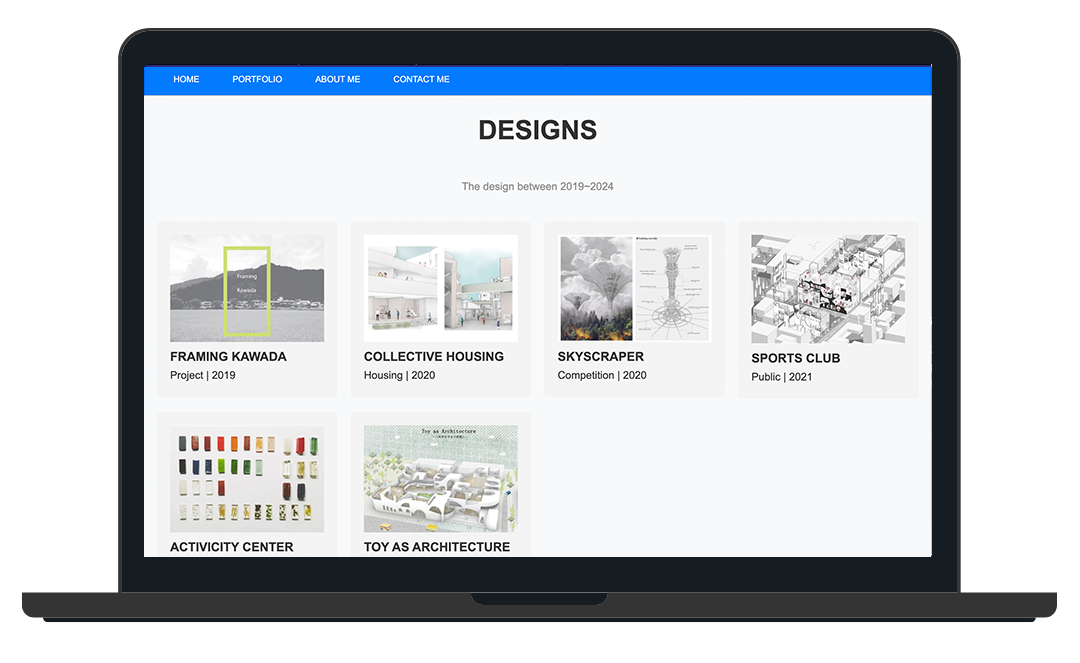 HOME PORTFOLIO ABOUT ME CONTACT ME
DESIGNS
The design between 2019~2024
Framing
Kawada
FRAMING KAWADA
Project | 2019
COLLECTIVE HOUSING
Housing | 2020
SKYSCRAPER
Competition | 2020
SPORTS CLUB
Public | 2021
ACTIVICITY CENTER
Toy as Architecture
TOY AS ARCHITECTURE